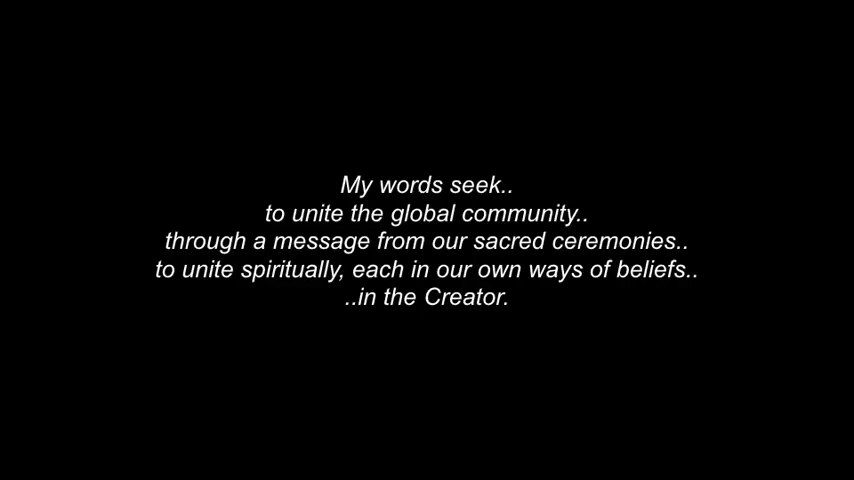 My words seek..
to unite the global community..
through a message from our sacred ceremonies..
to unite spiritually, each in our own ways of beliefs..
..in the Creator.